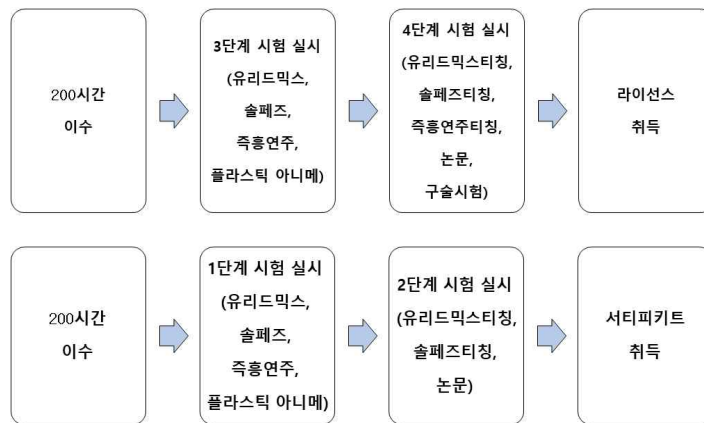 200시간
이수
3단계 시험 실시
(유리드믹스,
솔페즈,
즉흥연주,
플라스틱 아니메)
4단계 시험 실시
(유리드믹스티칭,
솔페즈티칭,
즉흥연주티칭,
논문,
구술시험)
라이선스
취득
200시간
이수
1단계 시험 실시
(유리드믹스,
솔페즈,
즉흥연주,
플라스틱 아니메)
2단계 시험 실시
(유리드믹스티칭,
솔페즈티칭,
논문)
서티피키트
취득